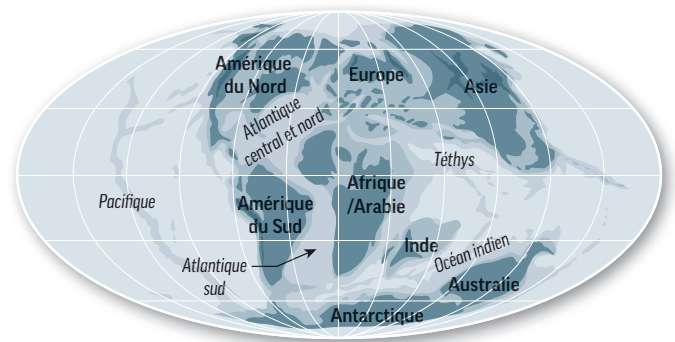 Amérique
du Nord
Europe
Asie
Atlantique
central et nord
Téthys
Pacifique
Afrique
/Arabie
Amérique
du Sud
Inde
Océan indien
Atlantique
sud
Australie
Antarctique